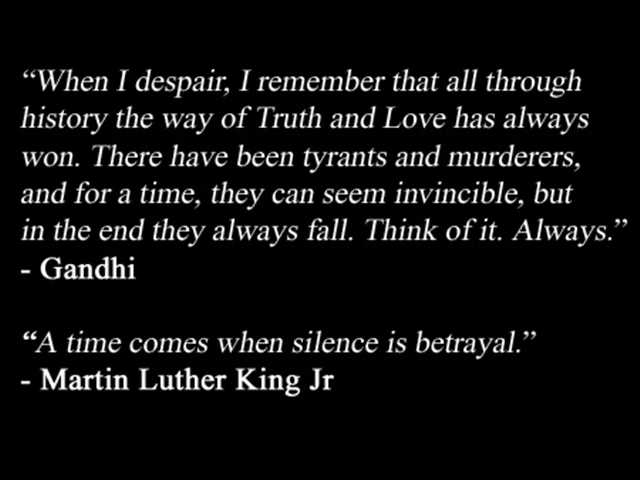 “When I despair, I remember that all through
history the way of Truth and Love has always
won. There have been tyrants and murderers,
and for a time, they can seem invincible, but
in the end they always fall. Think of it. Always.”
- Gandhi
“A time comes when silence is betrayal.”
- Martin Luther King Jr